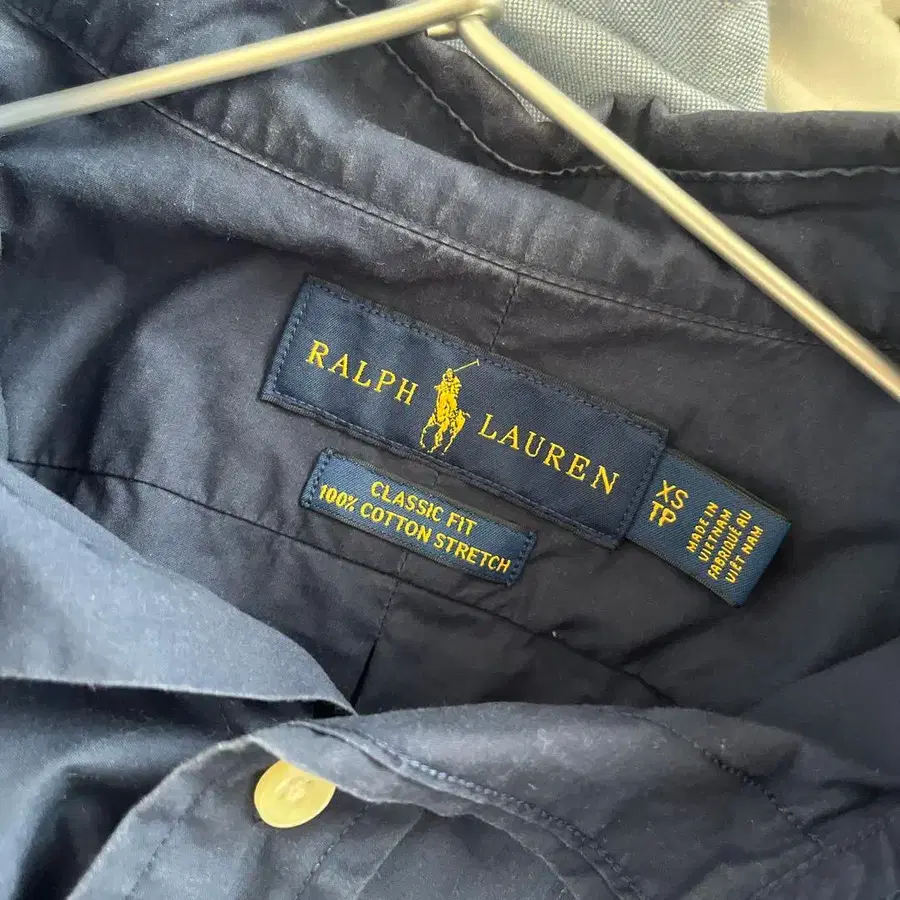 RALPH LAUREN
CLASSIC FIT
100% COTTON STRETCH
XS
TP
MADE IN
VIETNAM
FABRIQUÉ AU
VIÊT NAM